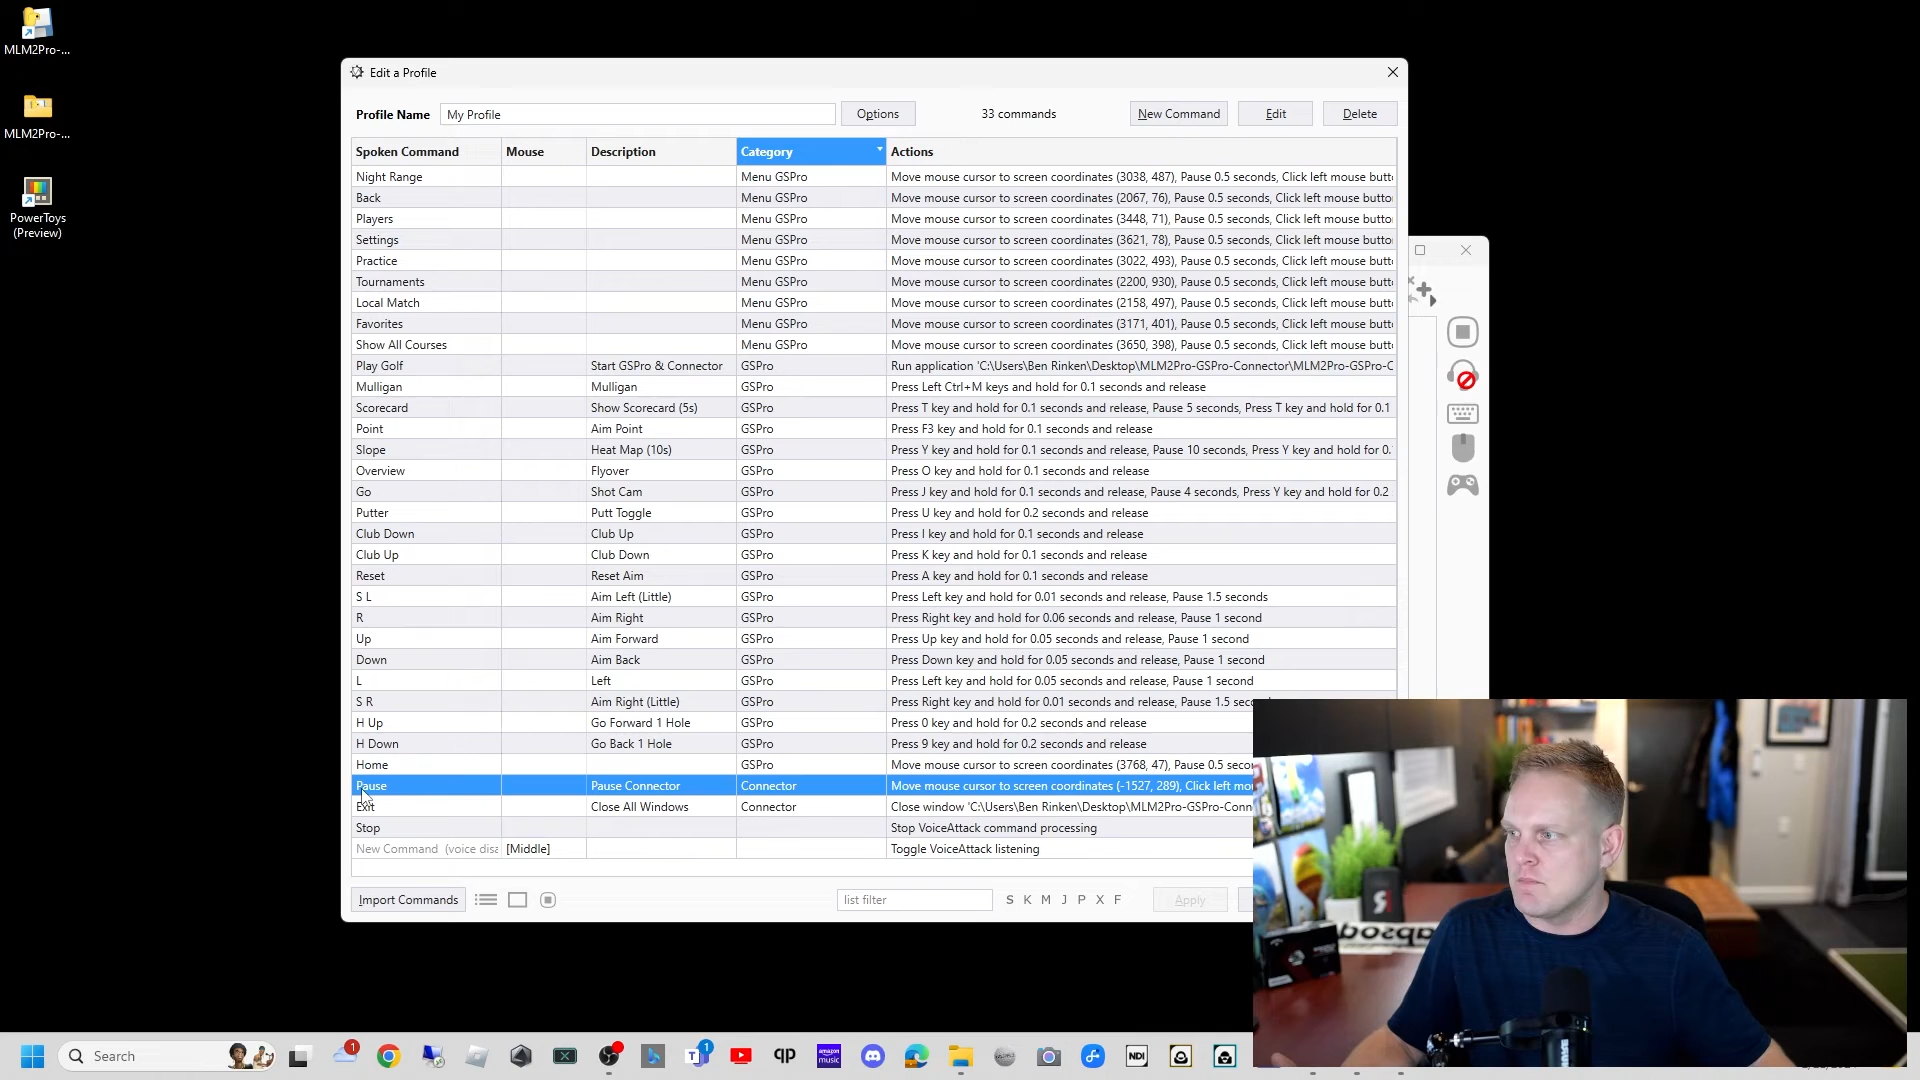 MLM2Pro-...
MLM2Pro-...
PowerToys
(Preview)
Edit a Profile
Profile Name My Profile Options 33 commands New Command Edit Delete
Spoken Command Mouse Description Category Actions
Night Range Menu GSPro Move mouse cursor to screen coordinates (3038, 487), Pause 0.5 seconds, Click left mouse butt
Back Menu GSPro Move mouse cursor to screen coordinates (2067, 76), Pause 0.5 seconds, Click left mouse butto
Players Menu GSPro Move mouse cursor to screen coordinates (3448, 71), Pause 0.5 seconds, Click left mouse butto
Settings Menu GSPro Move mouse cursor to screen coordinates (3621, 78), Pause 0.5 seconds, Click left mouse butto
Practice Menu GSPro Move mouse cursor to screen coordinates (3022, 493), Pause 0.5 seconds, Click left mouse butt
Tournaments Menu GSPro Move mouse cursor to screen coordinates (2200, 930), Pause 0.5 seconds, Click left mouse butt
Local Match Menu GSPro Move mouse cursor to screen coordinates (2158, 497), Pause 0.5 seconds, Click left mouse butt
Favorites Menu GSPro Move mouse cursor to screen coordinates (3171, 401), Pause 0.5 seconds, Click left mouse butt
Show All Courses Menu GSPro Move mouse cursor to screen coordinates (3650, 398), Pause 0.5 seconds, Click left mouse butt
Play Golf Start GSPro & Connector GSPro Run application 'C:\Users\Ben Rinken\Desktop\MLM2Pro-GSPro-Connector\MLM2Pro-GSPro-C
Mulligan Mulligan GSPro Press Left Ctrl+M keys and hold for 0.1 seconds and release
Scorecard Show Scorecard (5s) GSPro Press T key and hold for 0.1 seconds and release, Pause 5 seconds, Press T key and hold for 0.1
Point Aim Point GSPro Press F3 key and hold for 0.1 seconds and release
Slope Heat Map (10s) GSPro Press Y key and hold for 0.1 seconds and release, Pause 10 seconds, Press Y key and hold for 0.
Overview Flyover GSPro Press O key and hold for 0.1 seconds and release
Go Shot Cam GSPro Press J key and hold for 0.1 seconds and release, Pause 4 seconds, Press Y key and hold for 0.2
Putter Putt Toggle GSPro Press U key and hold for 0.2 seconds and release
Club Down Club Up GSPro Press I key and hold for 0.1 seconds and release
Club Up Club Down GSPro Press K key and hold for 0.1 seconds and release
Reset Reset Aim GSPro Press A key and hold for 0.1 seconds and release
S L Aim Left (Little) GSPro Press Left key and hold for 0.01 seconds and release, Pause 1.5 seconds
R Aim Right GSPro Press Right key and hold for 0.06 seconds and release, Pause 1 second
Up Aim Forward GSPro Press Up key and hold for 0.05 seconds and release, Pause 1 second
Down Aim Back GSPro Press Down key and hold for 0.05 seconds and release, Pause 1 second
L Left GSPro Press Left key and hold for 0.05 seconds and release, Pause 1 second
S R Aim Right (Little) GSPro Press Right key and hold for 0.01 seconds and release, Pause 1.5 sec
H Up Go Forward 1 Hole GSPro Press 0 key and hold for 0.2 seconds and release
H Down Go Back 1 Hole GSPro Press 9 key and hold for 0.2 seconds and release
Home GSPro Move mouse cursor to screen coordinates (3768, 47), Pause 0.5 seco
Pause Pause Connector Connector Move mouse cursor to screen coordinates (-1527, 289), Click left mo
Exit Close All Windows Connector Close window 'C:\Users\Ben Rinken\Desktop\MLM2Pro-GSPro-Conn
Stop Stop VoiceAttack command processing
New Command (voice disa [Middle] Toggle VoiceAttack listening
Import Commands list filter S K M J P X F Apply
Search 1 1 music NDI